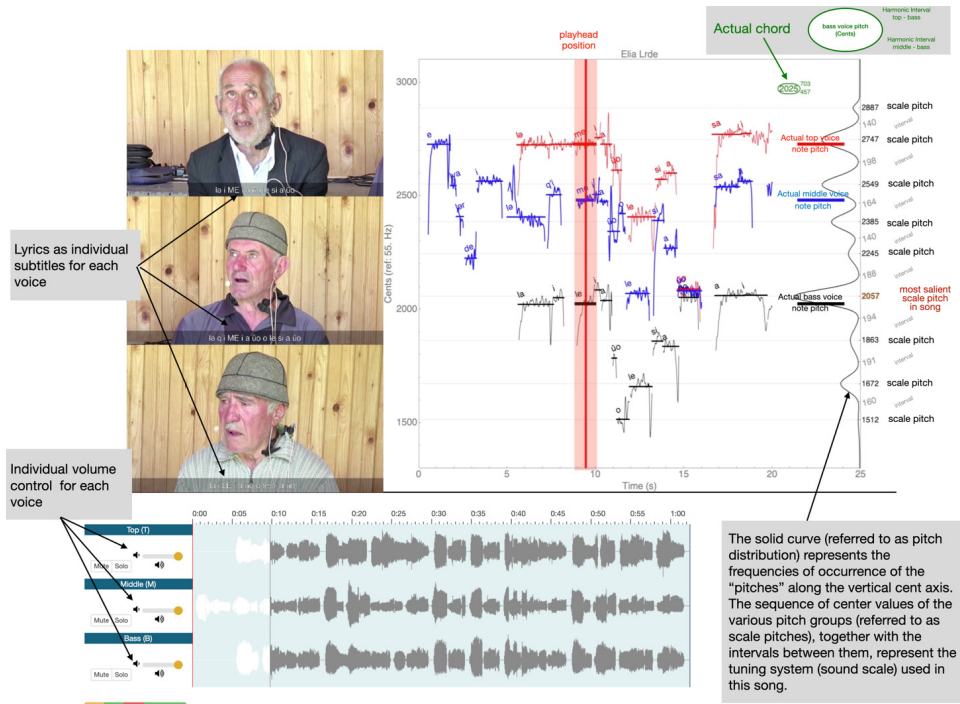 Actual chord
bass voice pitch
(Cents)
Harmonic Interval
top - bass
Harmonic Interval
middle - bass
playhead
position
Elia Lrde
2025
703
457
3000
2500
2000
1500
Cents (ref: 55. Hz)
0
5
10
15
20
25
Time (s)
2887
scale pitch
140
interval
2747
scale pitch
198
interval
2549
scale pitch
164
interval
2385
scale pitch
140
interval
2245
scale pitch
188
interval
2057
most salient
scale pitch
in song
194
interval
1863
scale pitch
191
interval
1672
scale pitch
160
interval
1512
scale pitch
Actual top voice
note pitch
Actual middle voice
note pitch
Actual bass voice
note pitch
Lyrics as individual
subtitles for each
voice
Individual volume
control for each
voice
Top (T)
Mute
Solo
Middle (M)
Mute
Solo
Bass (B)
Mute
Solo
0:00
0:05
0:10
0:15
0:20
0:25
0:30
0:35
0:40
0:45
0:50
0:55
1:00
The solid curve (referred to as pitch
distribution) represents the
frequencies of occurrence of the
“pitches” along the vertical cent axis.
The sequence of center values of the
various pitch groups (referred to as
scale pitches), together with the
intervals between them, represent the
tuning system (sound scale) used in
this song.